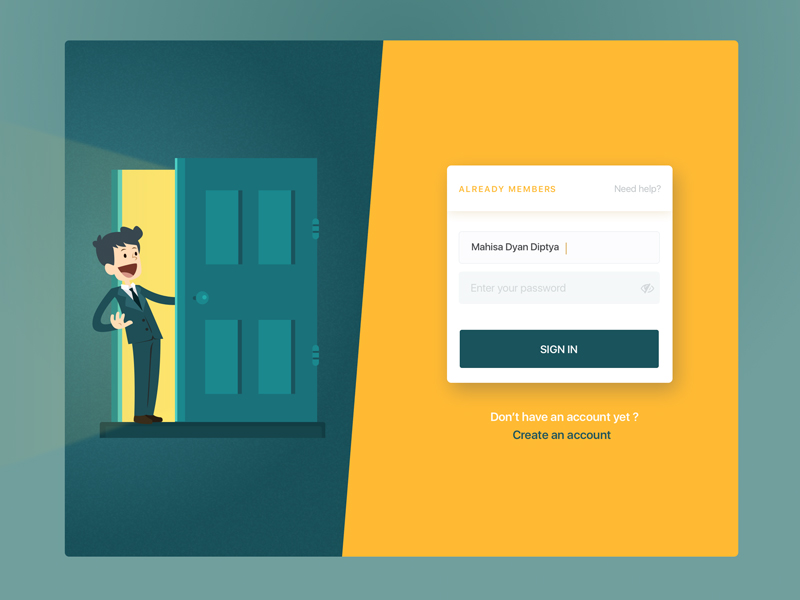 ALREADY MEMBERS
Need help?
Mahisa Dyan Diptya
Enter your password
SIGN IN
Don't have an account yet ?
Create an account